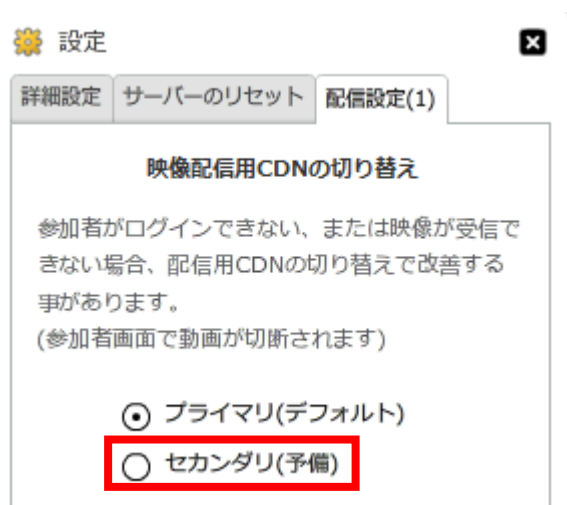 設定
詳細設定 サーバーのリセット 配信設定(1)
映像配信用CDNの切り替え
参加者がログインできない、または映像が受信で
きない場合、配信用CDNの切り替えで改善する
事があります。
(参加者画面で動画が切断されます)
プライマリ(デフォルト)
セカンダリ(予備)